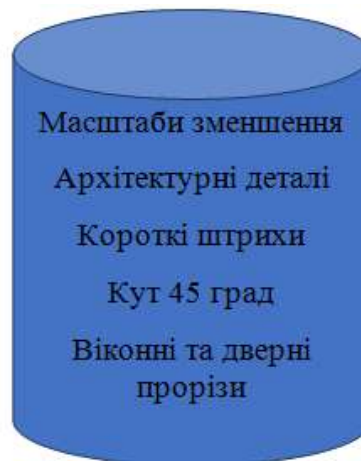 Масштаби зменшення
Архітектурні деталі
Короткі штрихи
Кут 45 град
Віконні та дверні
прорізи